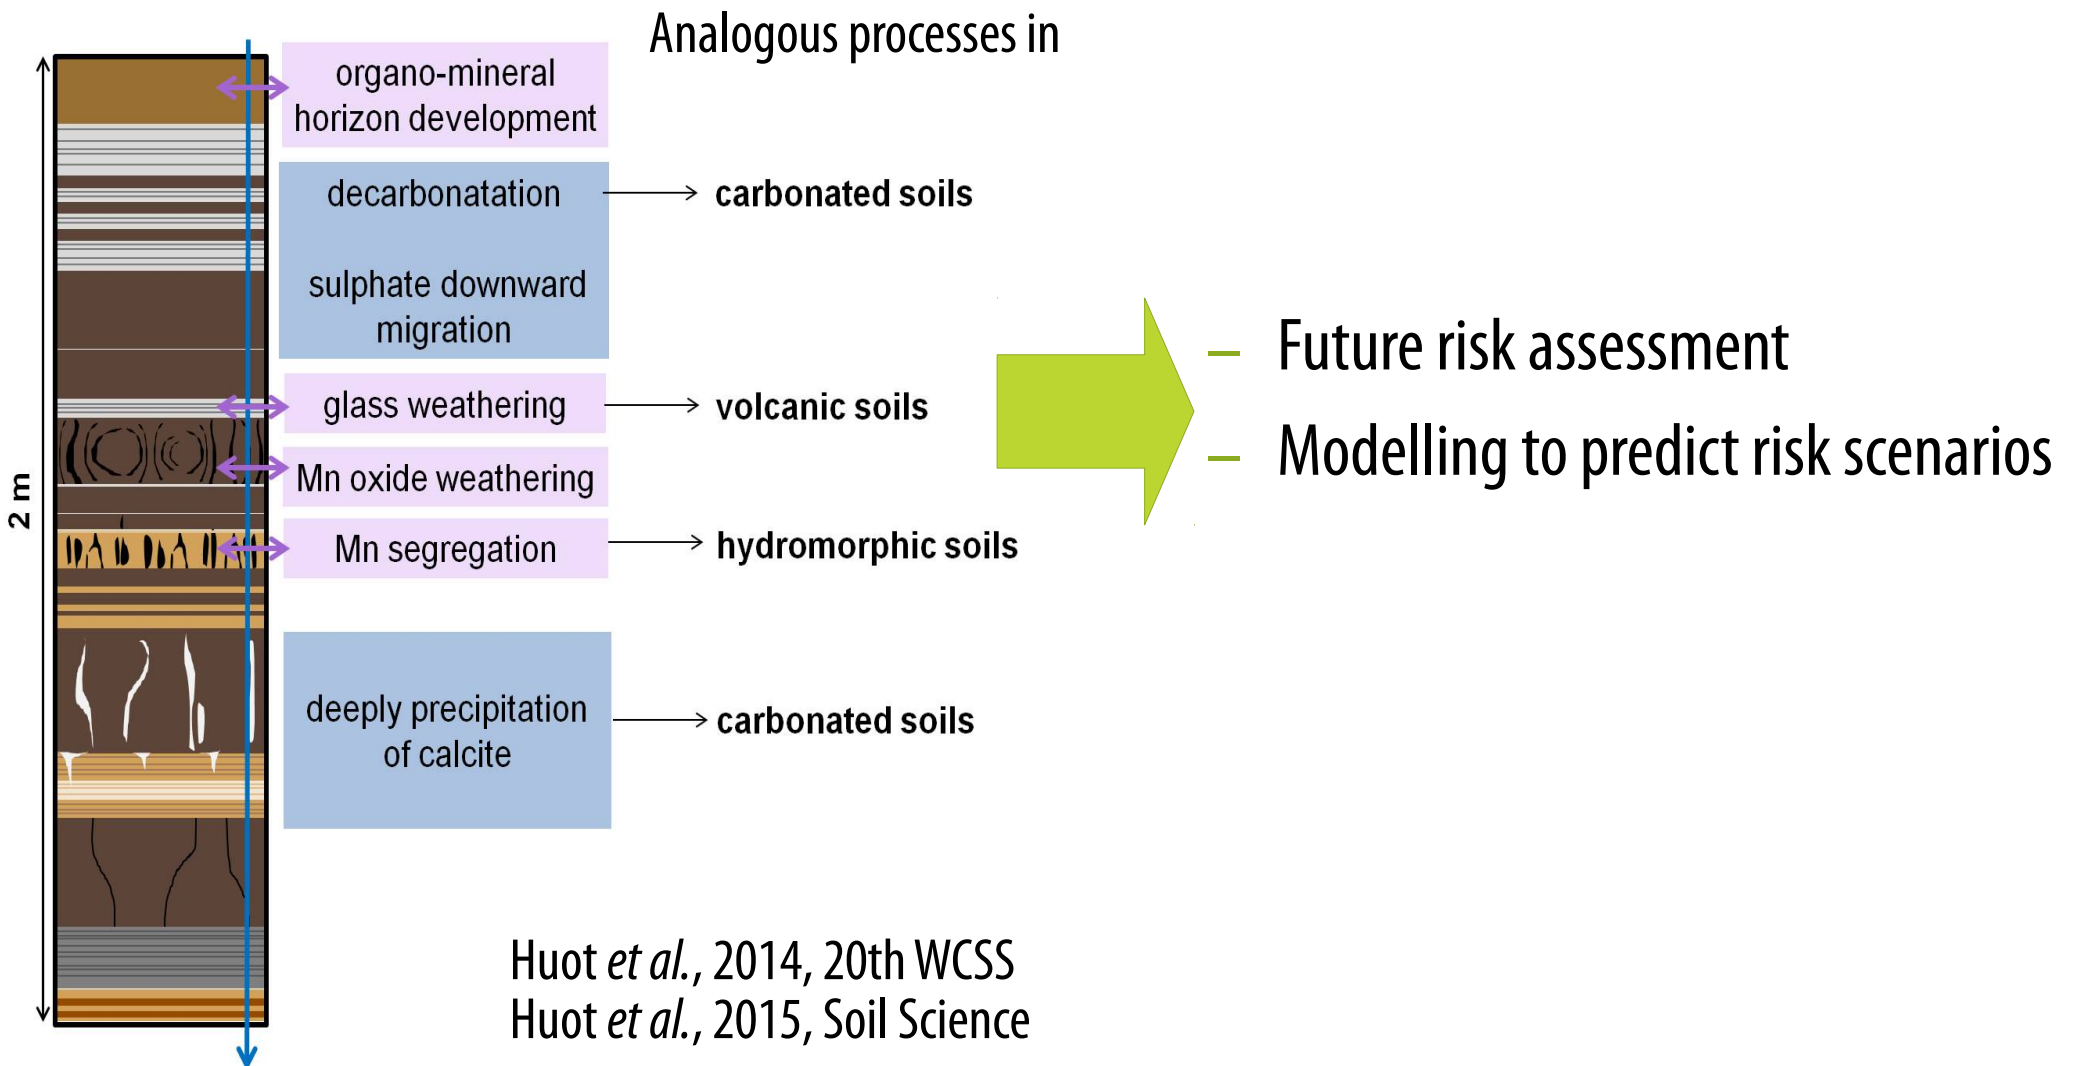 Analogous processes in
organo-mineral
horizon development
decarbonatation
carbonated soils
sulphate downward
migration
glass weathering
volcanic soils
Mn oxide weathering
Mn segregation
hydromorphic soils
deeply precipitation
of calcite
carbonated soils
2 m
– Future risk assessment
– Modelling to predict risk scenarios
Huot et al., 2014, 20th WCSS
Huot et al., 2015, Soil Science